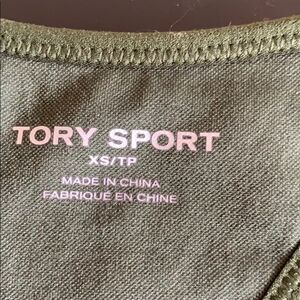 TORY SPORT
XS/TP
MADE IN CHINA
FABRIQUÉ EN CHINE